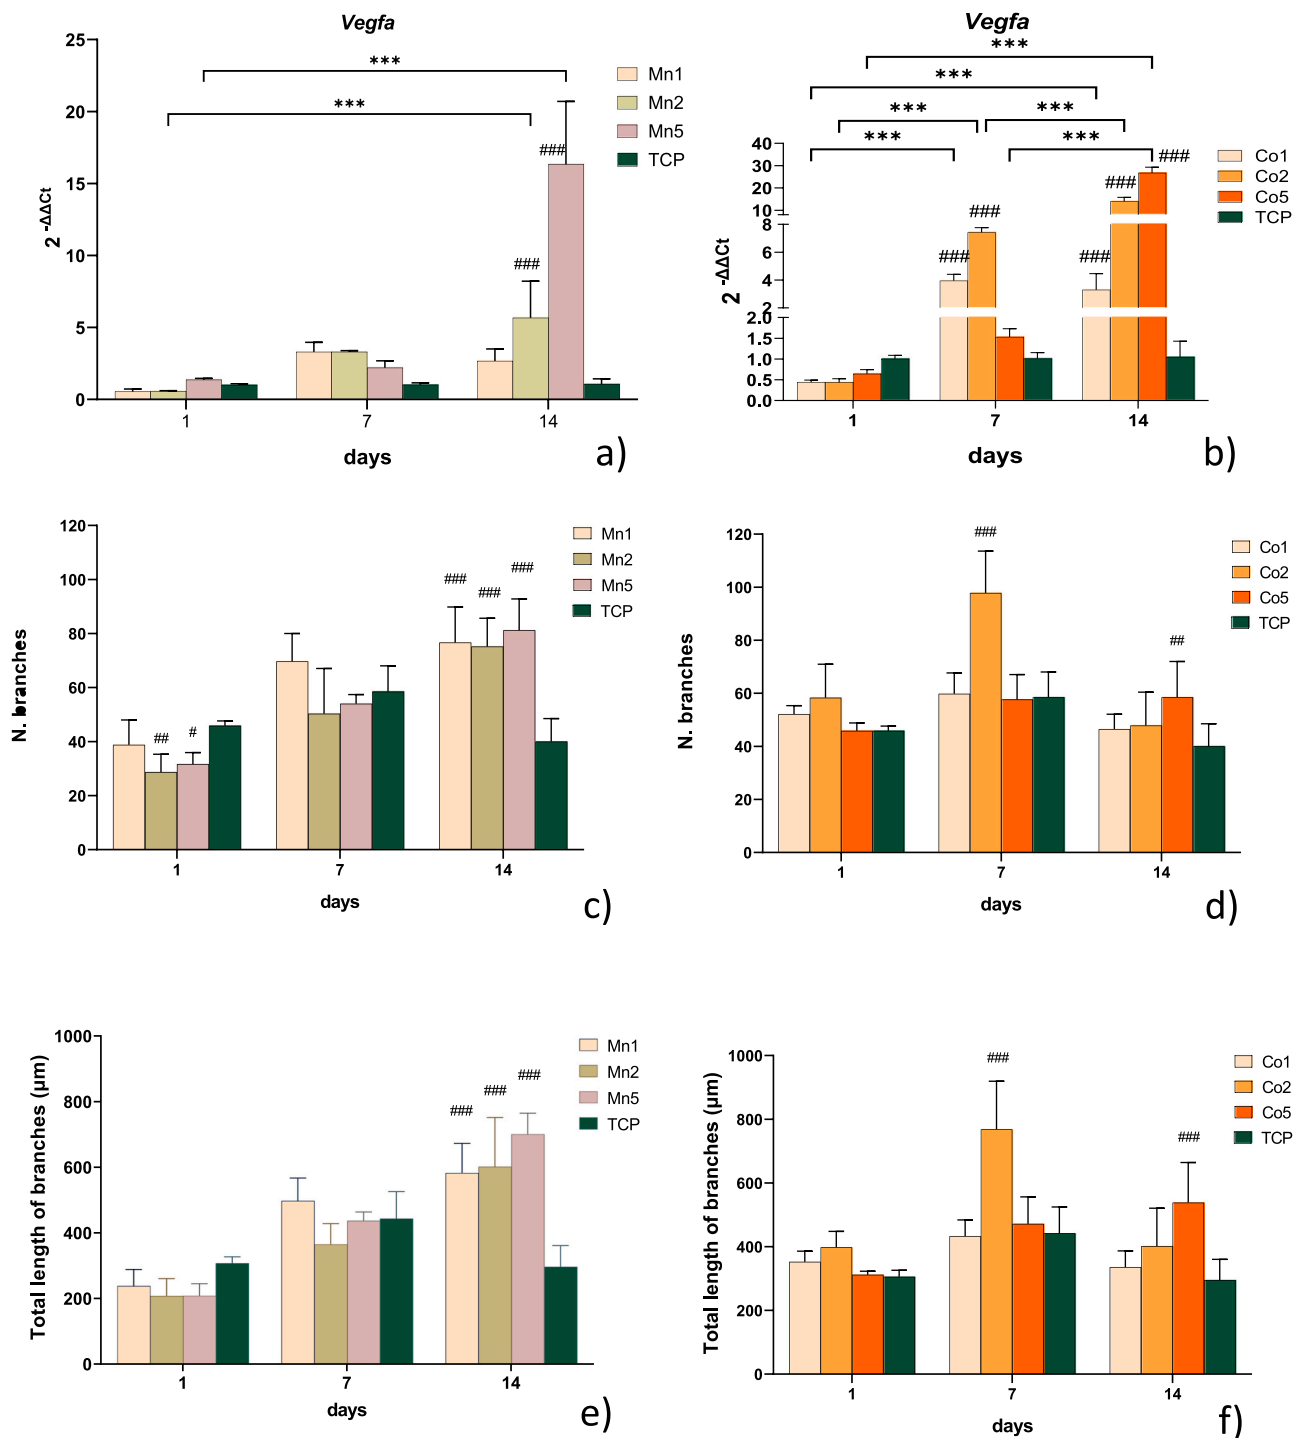 Vegfa
25
20
15
10
5
0
2 -ΔΔCt
***
***
###
###
Mn1
Mn2
Mn5
TCP
1 7 14
days
a)
Vegfa
***
***
*** ***
*** ***
40
30
20
10
8
6
4
2
2.0
1.5
1.0
0.5
0.0
2 -ΔΔCt
###
###
###
###
###
Co1
Co2
Co5
TCP
1 7 14
days
b)
120
100
80
60
40
20
0
N. branches
## #
### ### ###
Mn1
Mn2
Mn5
TCP
1 7 14
days
c)
120
100
80
60
40
20
0
N. branches
###
##
Co1
Co2
Co5
TCP
1 7 14
days
d)
1000
800
600
400
200
0
Total length of branches (μm)
### ### ###
Mn1
Mn2
Mn5
TCP
1 7 14
days
e)
1000
800
600
400
200
0
Total length of branches (μm)
###
###
Co1
Co2
Co5
TCP
1 7 14
days
f)